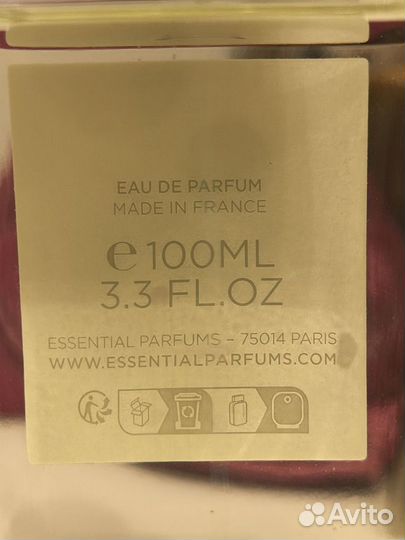 EAU DE PARFUM
MADE IN FRANCE
e 100ML
3.3 FL.OZ
ESSENTIAL PARFUMS – 75014 PARIS
WWW.ESSENTIALPARFUMS.COM
Avito